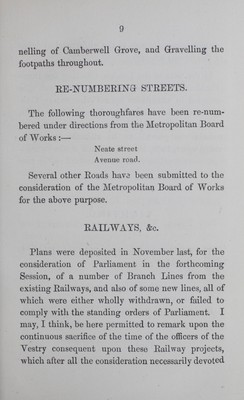 9
nelling of Camberwell Grove, and Gravelling the
footpaths throughout.
RE-NUMBERING STREETS.
The following thoroughfares have been re-num-
bered under directions from the Metropolitan Board
of Works :—
Neate street
Avenue road.
Several other Roads have been submitted to the
consideration of the Metropolitan Board of Works
for the above purpose.
RAILWAYS, &c.
Plans were deposited in November last, for the
consideration of Parliament in the forthcoming
Session, of a number of Branch Lines from the
existing Railways, and also of some new lines, all of
which were either wholly withdrawn, or failed to
comply with the standing orders of Parliament. I
may, I think, be here permitted to remark upon the
continuous sacrifice of the time of the officers of the
Vestry consequent upon these Railway projects,
which after all the consideration necessarily devoted